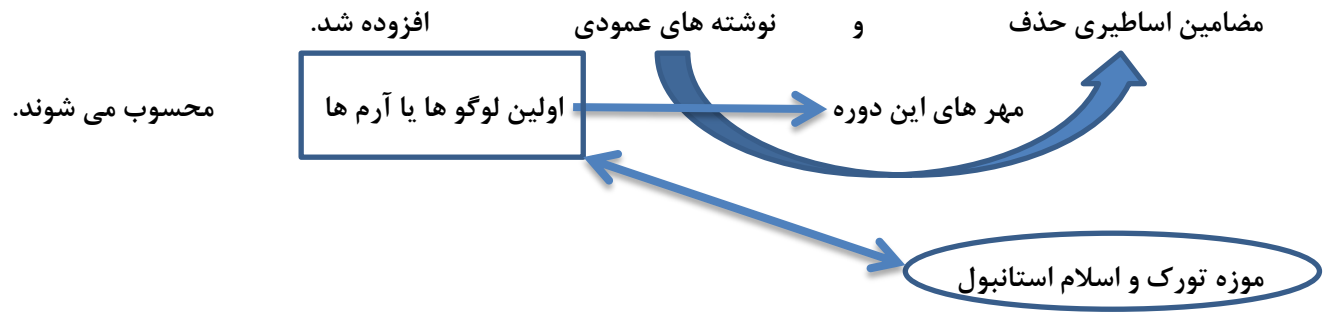 مضامین اساطیری حذف و نوشته های عمودی افزوده شد.
مهر های این دوره اولین لوگو ها یا آرم ها محسوب می شوند.
موزه تورک و اسلام استانبول